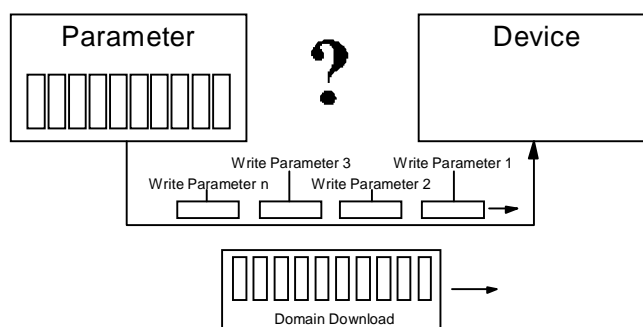 Parameter
?
Device
Write Parameter 3
Write Parameter 1
Write Parameter n
Write Parameter 2
Domain Download